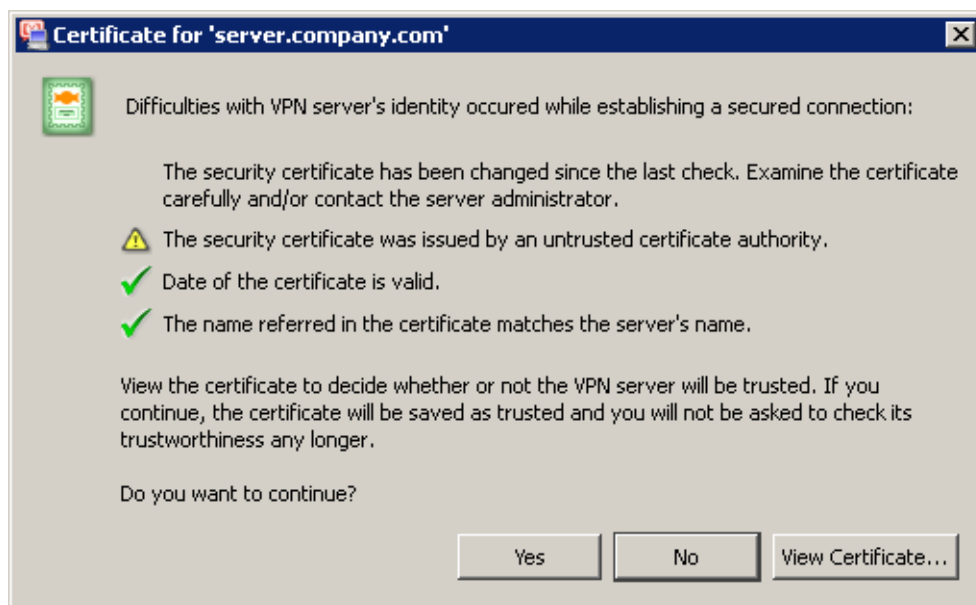 Certificate for 'server.company.com'
Difficulties with VPN server's identity occured while establishing a secured connection:
The security certificate has been changed since the last check. Examine the certificate
carefully and/or contact the server administrator.
The security certificate was issued by an untrusted certificate authority.
Date of the certificate is valid.
The name referred in the certificate matches the server's name.
View the certificate to decide whether or not the VPN server will be trusted. If you
continue, the certificate will be saved as trusted and you will not be asked to check its
trustworthiness any longer.
Do you want to continue?
Yes No View Certificate...